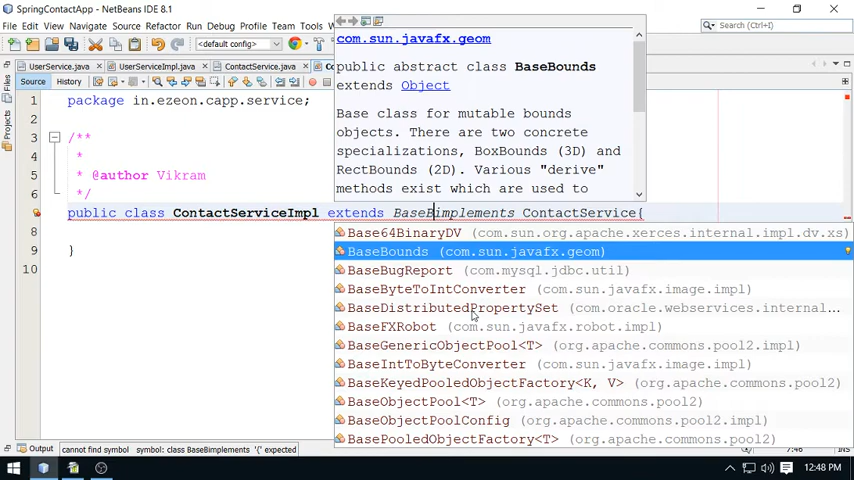 SpringContactApp - NetBeans IDE 8.1
File Edit View Navigate Source Refactor Run Debug Profile Team Tools
Search (Ctrl+I)
<default config>
UserService.java UserServiceImpl.java ContactService.java
Source History
Files
Projects
1 package in.ezeon.capp.service;
2
3 /**
4 *
5 * @author Vikram
6 */
7 public class ContactServiceImpl extends BaseBimplements ContactService{
8
9 }
10
com.sun.javafx.geom
public abstract class BaseBounds
extends Object
Base class for mutable bounds
objects. There are two concrete
specializations, BoxBounds (3D) and
RectBounds (2D). Various "derive"
methods exist which are used to
Base64BinaryDV (com.sun.org.apache.xerces.internal.impl.dv.xs)
BaseBounds (com.sun.javafx.geom)
BaseBugReport (com.mysql.jdbc.util)
BaseByteToIntConverter (com.sun.javafx.image.impl)
BaseDistributedPropertySet (com.oracle.webservices.internal...
BaseFXRobot (com.sun.javafx.robot.impl)
BaseGenericObjectPool<T> (org.apache.commons.pool2.impl)
BaseIntToByteConverter (com.sun.javafx.image.impl)
BaseKeyedPooledObjectFactory<K, V> (org.apache.commons.pool2)
BaseObjectPool<T> (org.apache.commons.pool2)
BaseObjectPoolConfig (org.apache.commons.pool2.impl)
BasePooledObjectFactory<T> (org.apache.commons.pool2)
Output cannot find symbol symbol: class BaseBimplements '{' expected 7:46 INS
12:48 PM